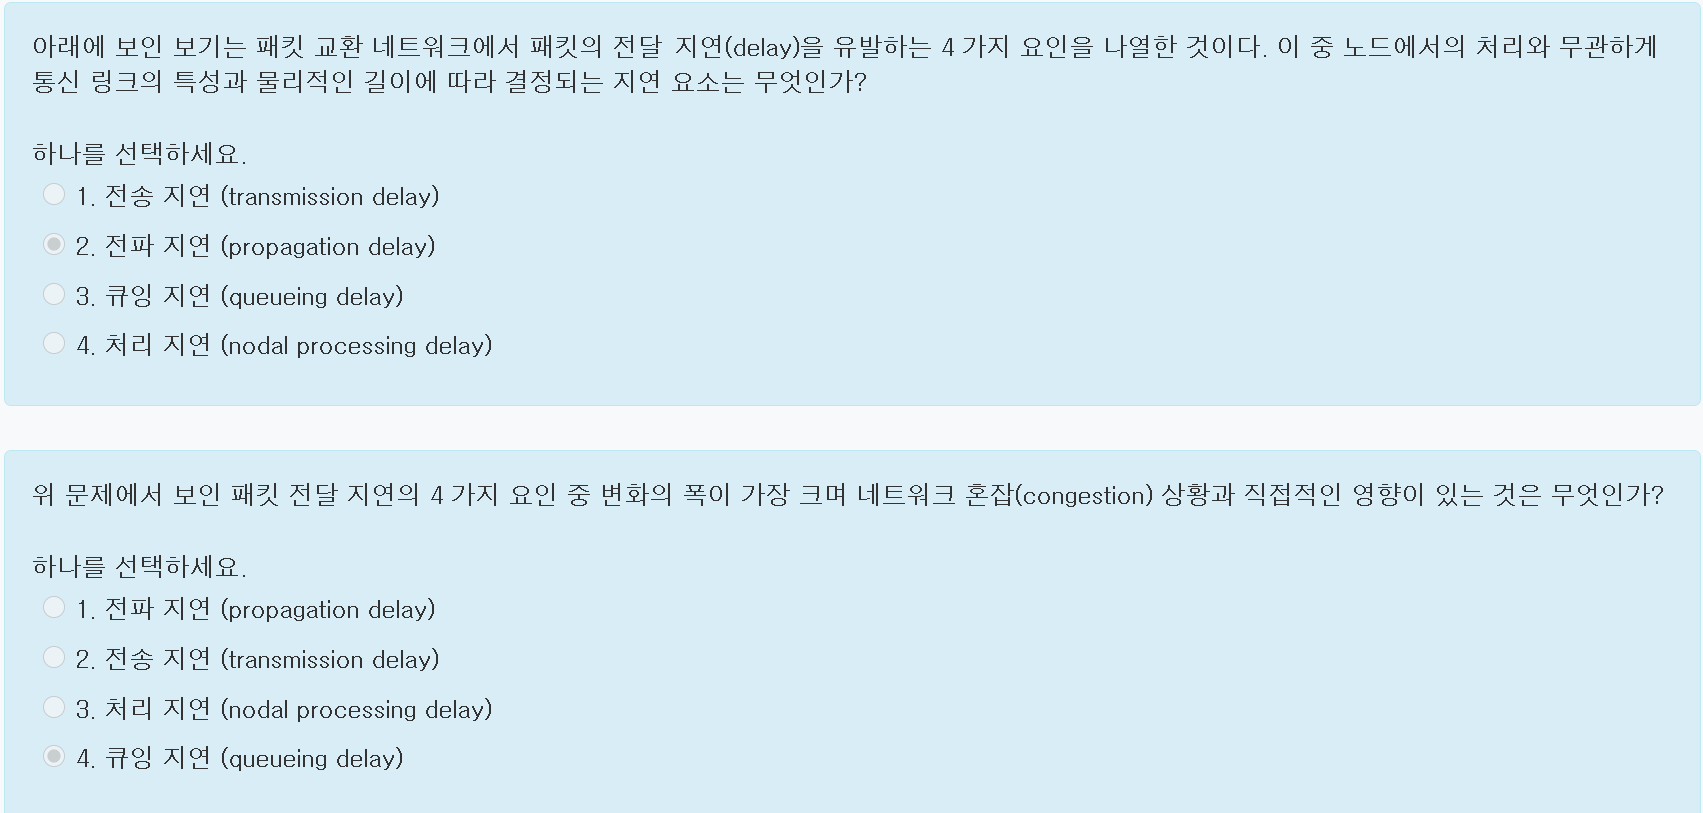 아래에 보인 보기는 패킷 교환 네트워크에서 패킷의 전달 지연(delay)을 유발하는 4 가지 요인을 나열한 것이다. 이 중 노드에서의 처리와 무관하게
통신 링크의 특성과 물리적인 길이에 따라 결정되는 지연 요소는 무엇인가?
하나를 선택하세요.
1. 전송 지연 (transmission delay)
2. 전파 지연 (propagation delay)
3. 큐잉 지연 (queueing delay)
4. 처리 지연 (nodal processing delay)
위 문제에서 보인 패킷 전달 지연의 4 가지 요인 중 변화의 폭이 가장 크며 네트워크 혼잡(congestion) 상황과 직접적인 영향이 있는 것은 무엇인가?
하나를 선택하세요.
1. 전파 지연 (propagation delay)
2. 전송 지연 (transmission delay)
3. 처리 지연 (nodal processing delay)
4. 큐잉 지연 (queueing delay)